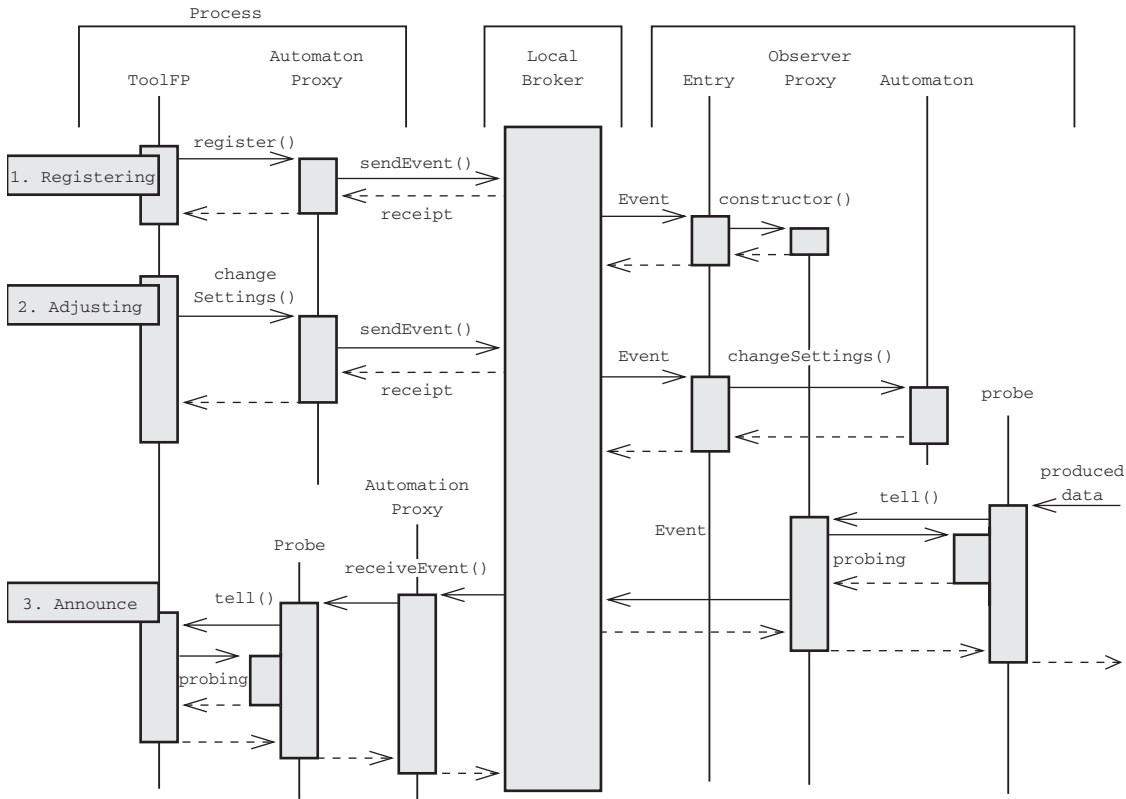 Process
Automaton
Proxy
ToolFP
Local
Broker
Observer
Proxy
Entry
Automaton
register()
1. Registering
sendEvent()
receipt
Event
constructor()
change
Settings()
2. Adjusting
sendEvent()
receipt
Event
changeSettings()
probe
produced
data
tell()
Automation
Proxy
Event
Probe
probing
receiveEvent()
3. Announce
tell()
probing